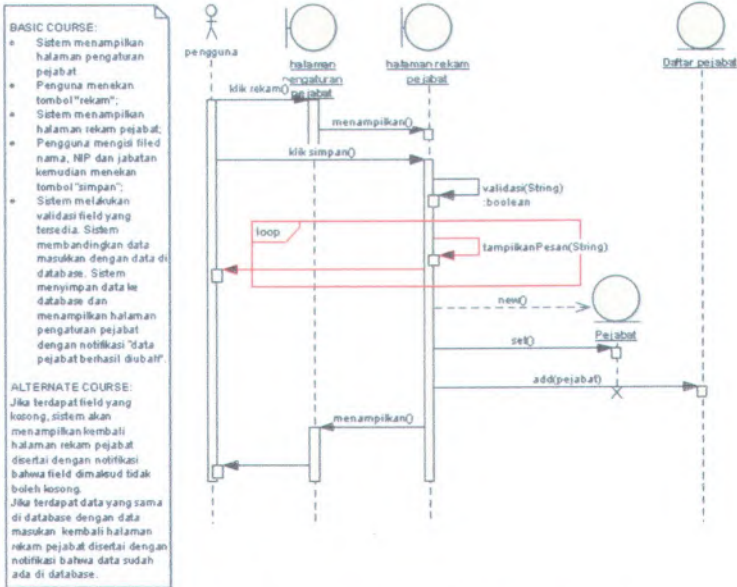 BASIC COURSE:
Sistem menampilkan
halaman pengaturan
pejabat
Penguna menekan
tombol "rekam";
Sistem menampilkan
halaman rekam pejabat;
Pengguna mengisi filed
nama, NIP dan jabatan
kemudian menekan
tombol "simpan";
Sistem melakukan
validasi field yang
tersedia. Sistem
membandingkan data
masukkan dengan data di
database. Sistem
menyimpan data ke
database dan
menampilkan halaman
pengaturan pejabat
dengan notifikasi "data
pejabat berhasil diubah".
ALTERNATE COURSE:
Jika terdapat field yang
kosong, sistem akan
menampilkan kembali
halaman rekam pejabat
disertai dengan notifikasi
bahwa field dimaksud tidak
boleh kosong.
Jika terdapat data yang sama
di database dengan data
masukan kembali halaman
rekam pejabat disertai dengan
notifikasi bahwa data sudah
ada di database.
pengguna
halaman
pengaturan
pejabat
halaman rekam
pejabat
Daftar pejabat
klik rekam()
menampilkan()
klik simpan()
validasi(String)
:boolean
loop
tampilkanPesan(String)
new()
Pejabat
set()
add(pejabat)
menampilkan()